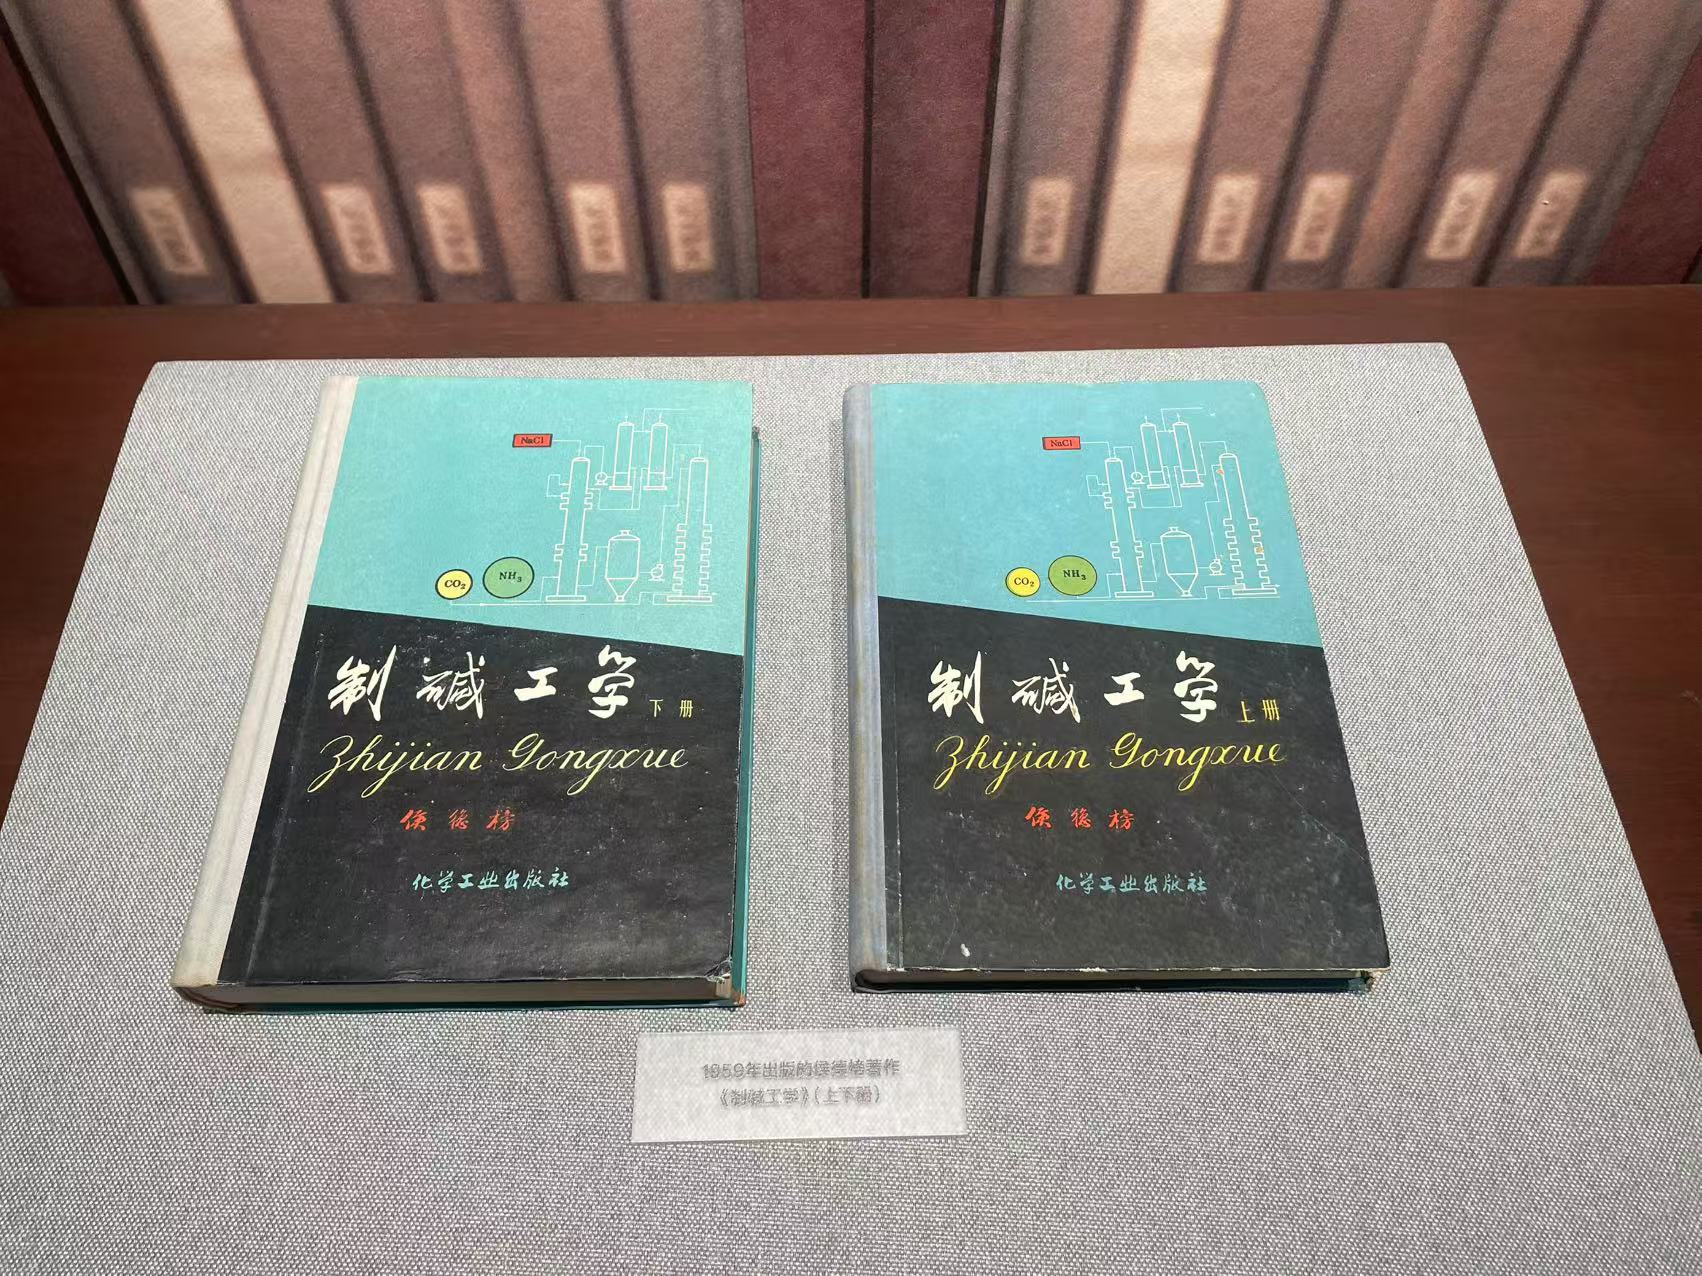 NaCl
CO₂
NH₃
制碱工学 下册
Zhijian Gongxue
侯德榜
化学工业出版社
NaCl
CO₂
NH₃
制碱工学 上册
Zhijian Gongxue
侯德榜
化学工业出版社
1959年出版的侯德榜著作
《制碱工学》(上下册)